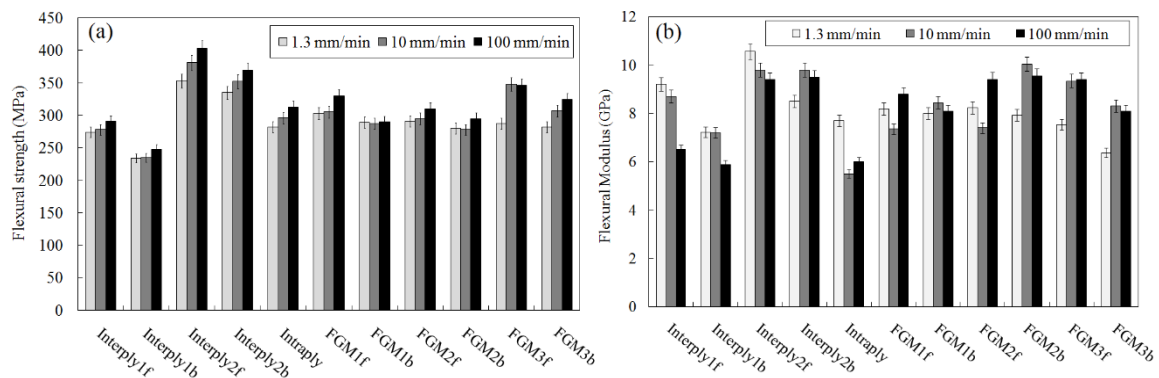 (a)
1.3 mm/min 10 mm/min 100 mm/min
Flexural strength (MPa)
450
400
350
300
250
200
150
100
50
0
Interply1f
Interply1b
Interply2f
Interply2b
Intraply
FGM1f
FGM1b
FGM2f
FGM2b
FGM3f
FGM3b
(b)
1.3 mm/min 10 mm/min 100 mm/min
Flexural Modulus (GPa)
12
10
8
6
4
2
0
Interply1f
Interply1b
Interply2f
Interply2b
Intraply
FGM1f
FGM1b
FGM2f
FGM2b
FGM3f
FGM3b